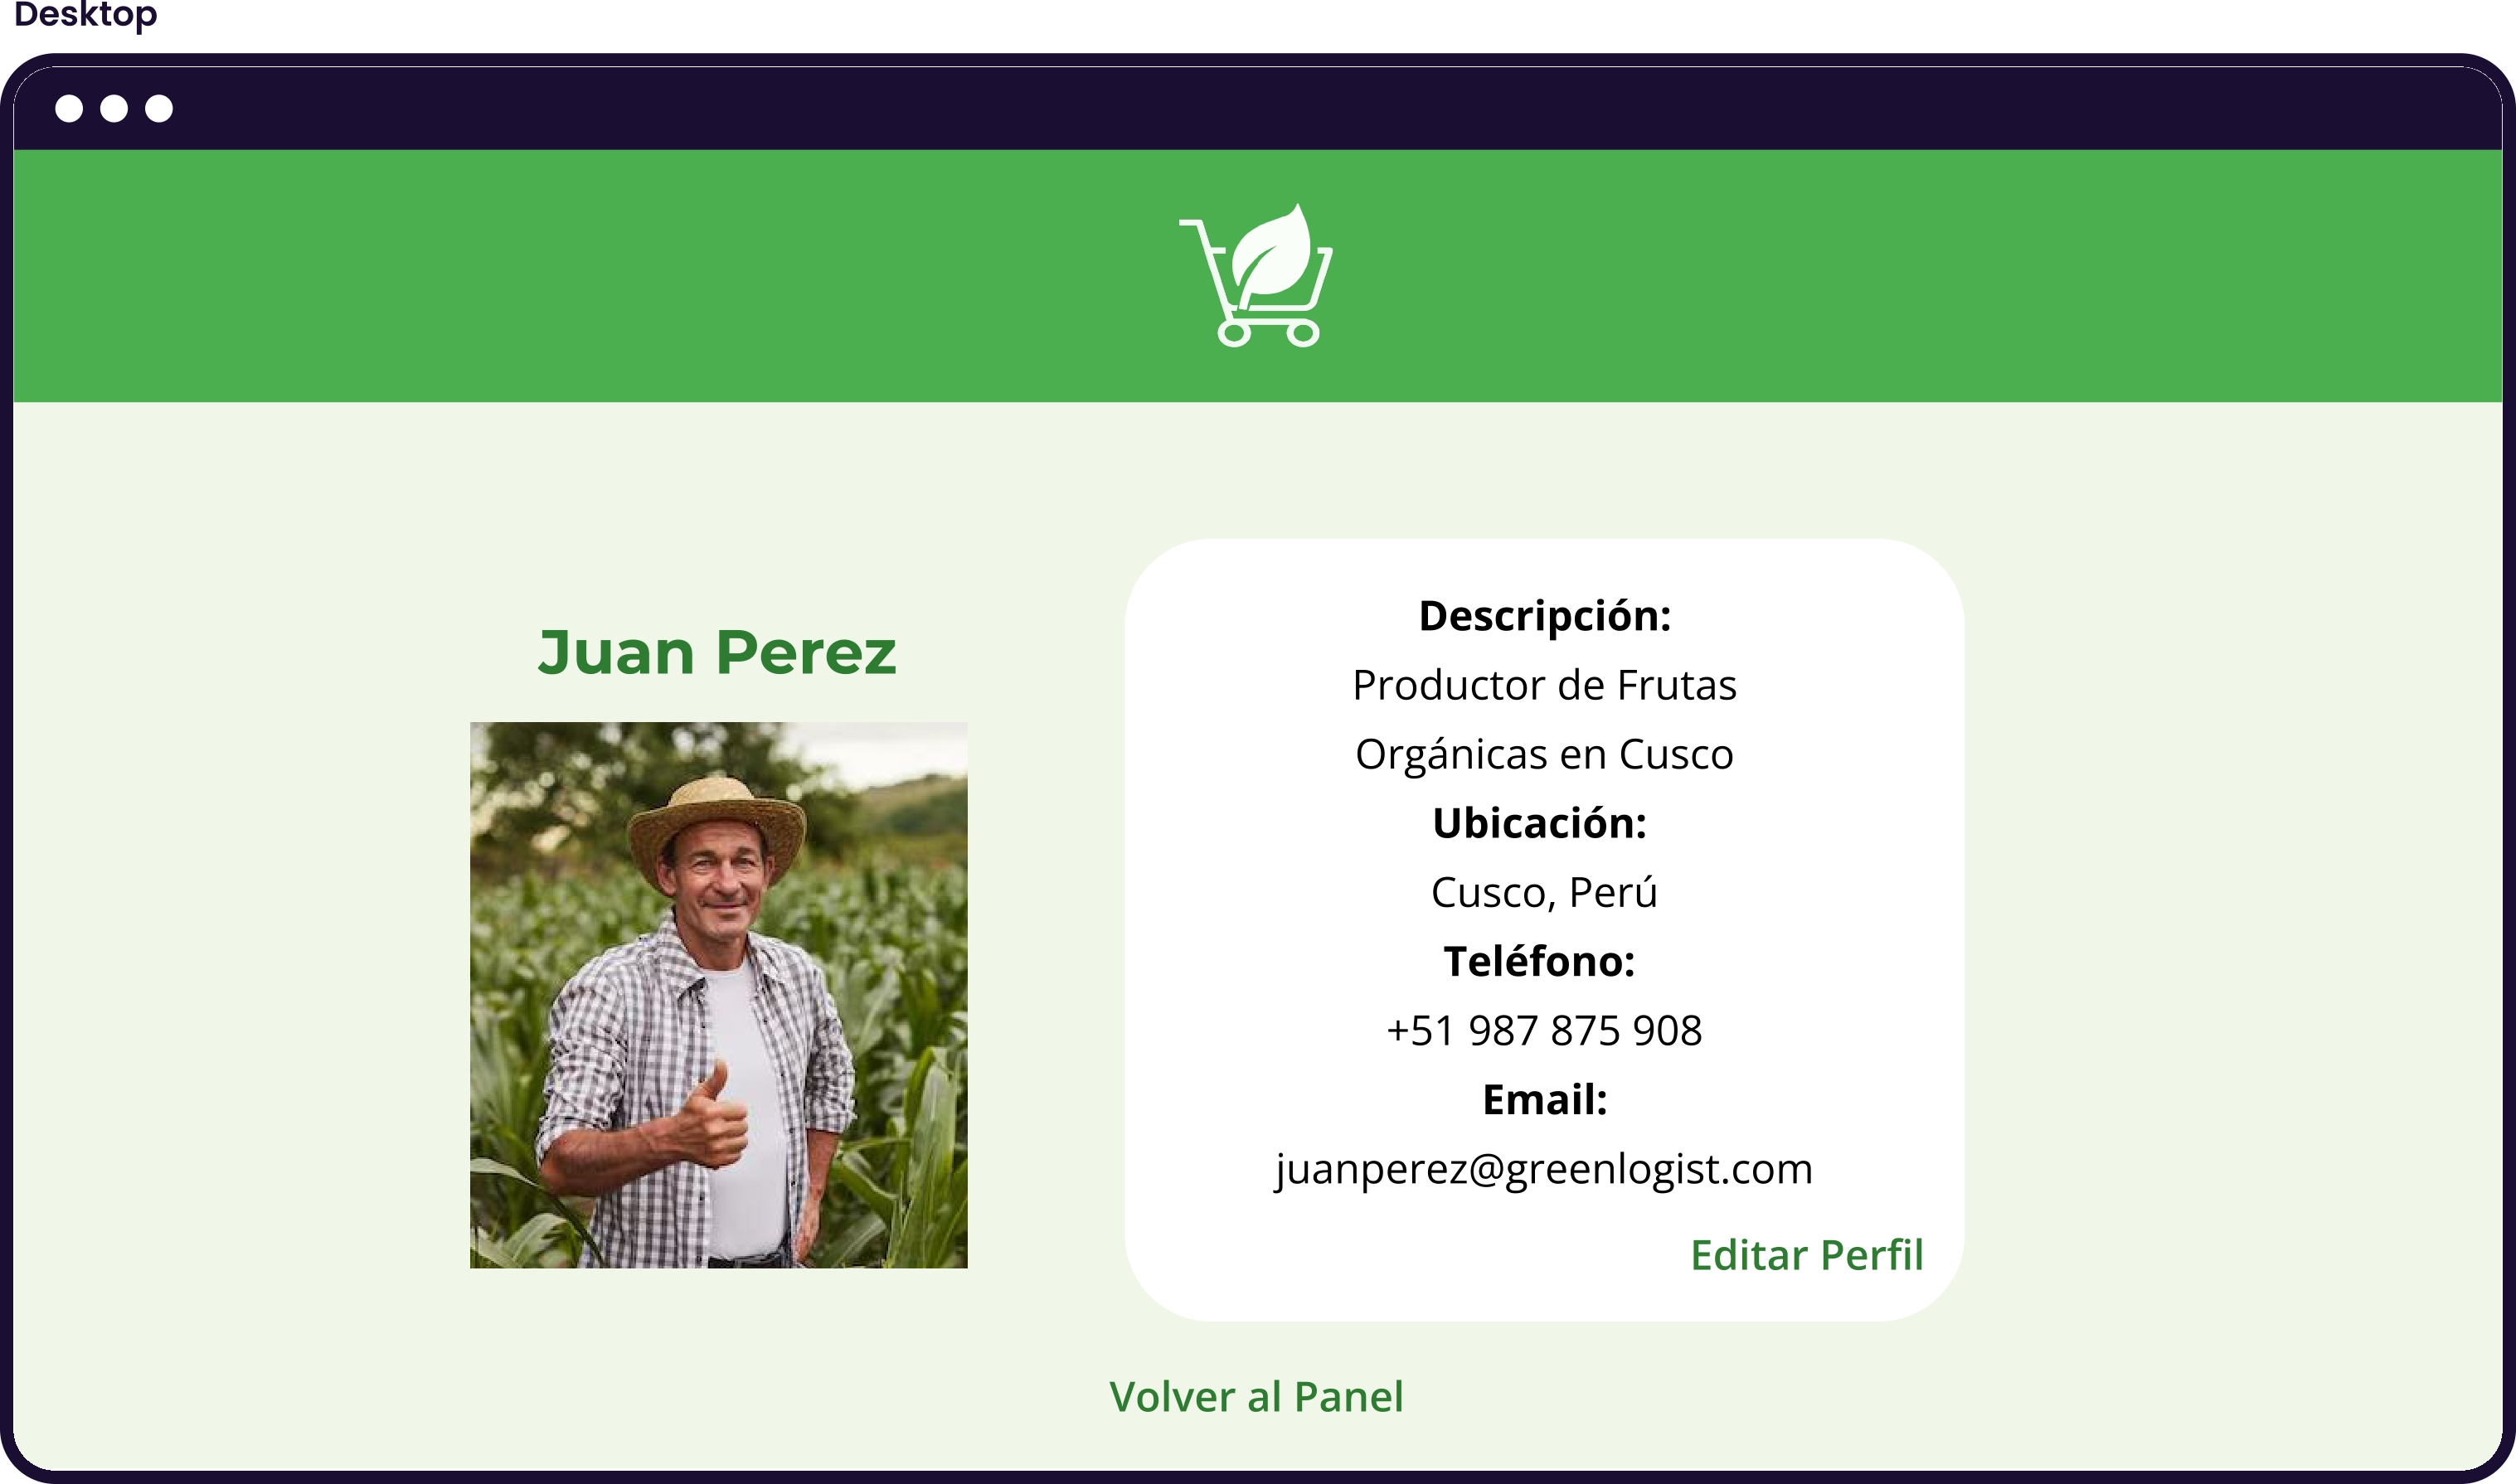 Desktop
Juan Perez
Descripción:
Productor de Frutas
Orgánicas en Cusco
Ubicación:
Cusco, Perú
Teléfono:
+51 987 875 908
Email:
juanperez@greenlogist.com
Editar Perfil
Volver al Panel